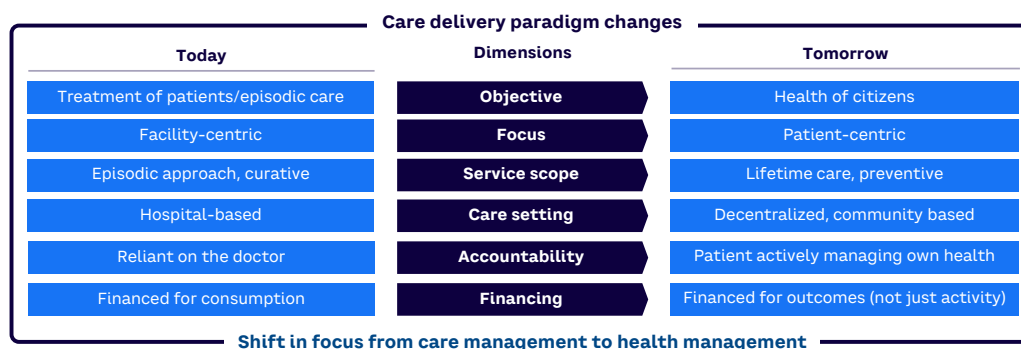 Care delivery paradigm changes
Today
Dimensions
Tomorrow
Treatment of patients/episodic care
Objective
Health of citizens
Facility-centric
Focus
Patient-centric
Episodic approach, curative
Service scope
Lifetime care, preventive
Hospital-based
Care setting
Decentralized, community based
Reliant on the doctor
Accountability
Patient actively managing own health
Financed for consumption
Financing
Financed for outcomes (not just activity)
Shift in focus from care management to health management